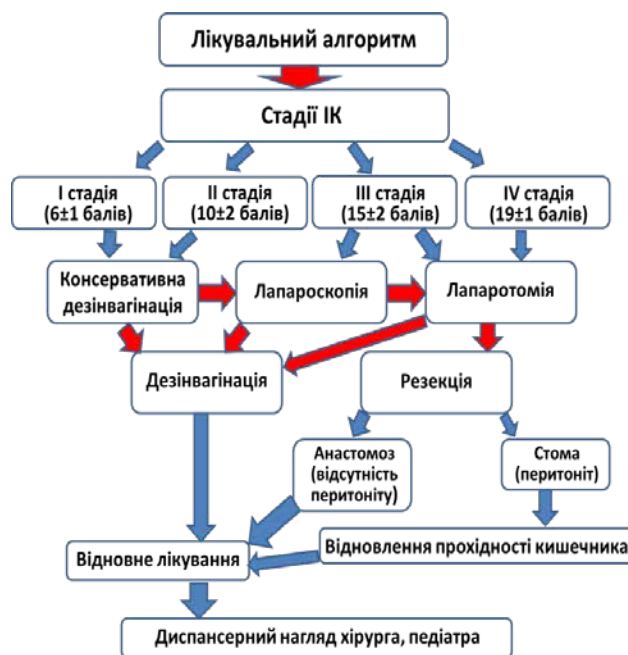 Лікувальний алгоритм
Стадії ІК
І стадія
(6±1 балів)
ІІ стадія
(10±2 балів)
ІІІ стадія
(15±2 балів)
IV стадія
(19±1 балів)
Консервативна
дезінвагінація
Лапароскопія
Лапаротомія
Дезінвагінація
Резекція
Анастомоз
(відсутність
перитоніту)
Стома
(перитоніт)
Відновне лікування
Відновлення прохідності кишечника
Диспансерний нагляд хірурга, педіатра